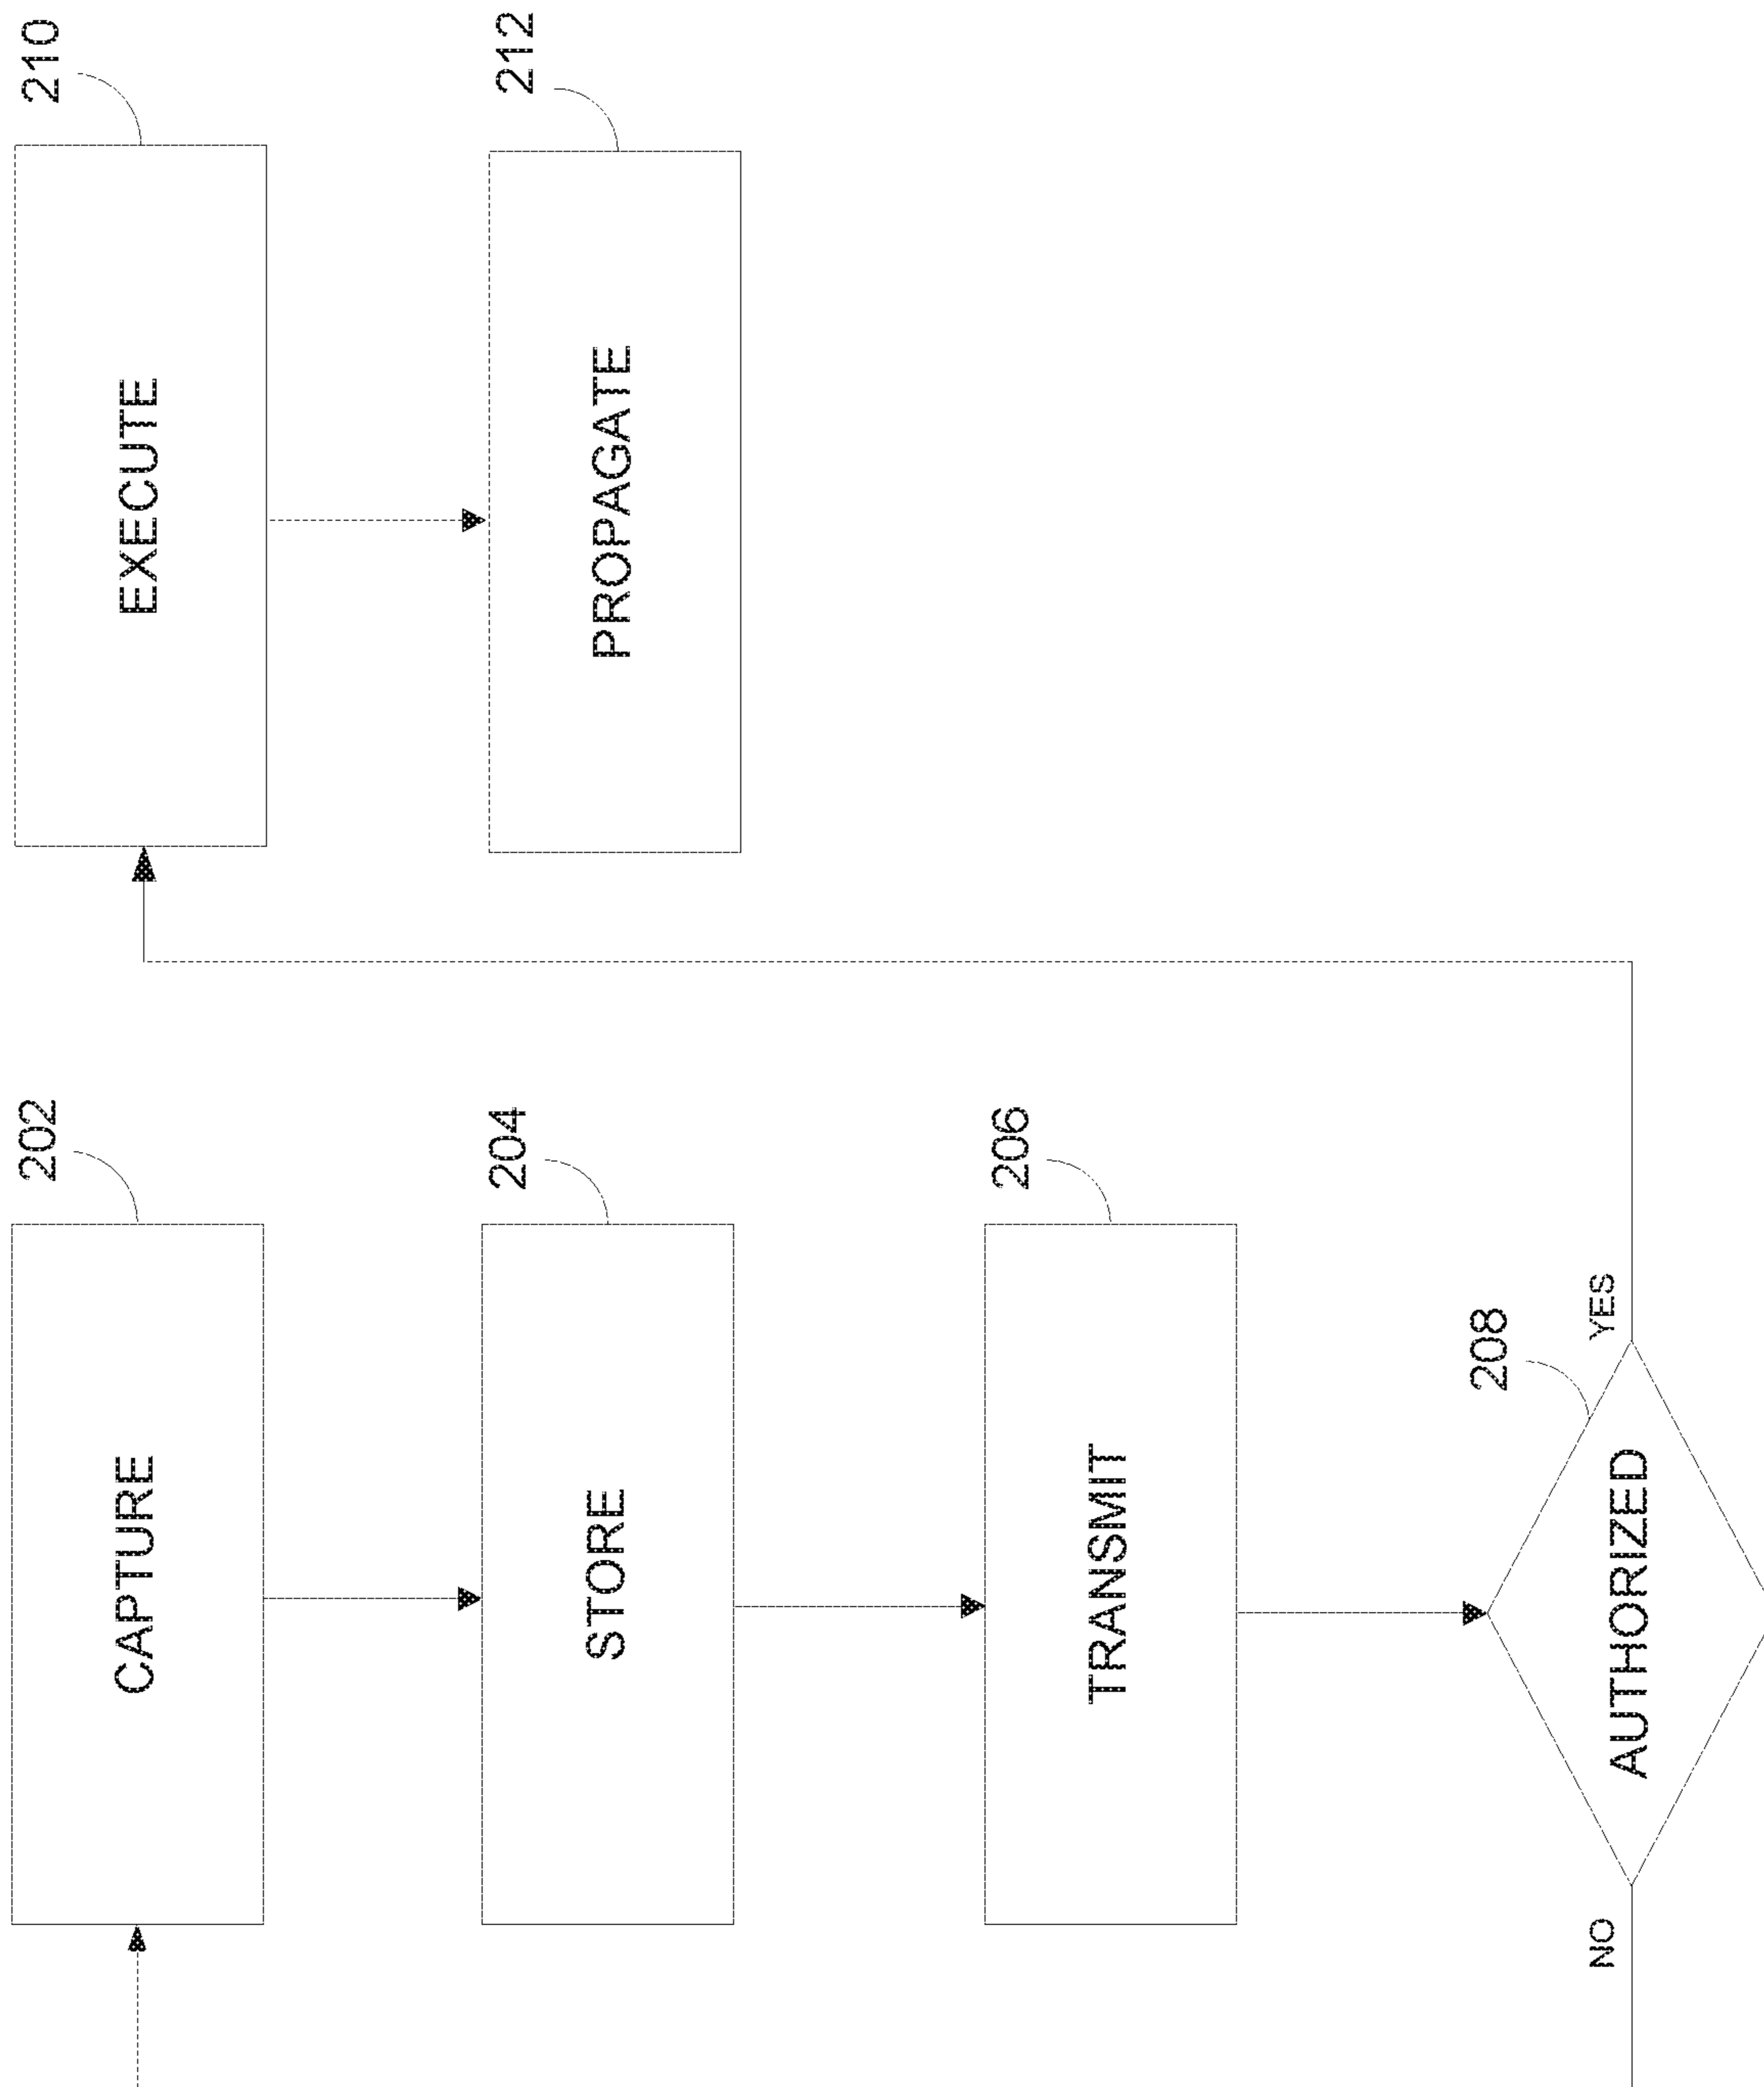 202
CAPTURE
204
STORE
206
TRANSMIT
208
AUTHORIZED
NO
YES
210
EXECUTE
212
PROPAGATE